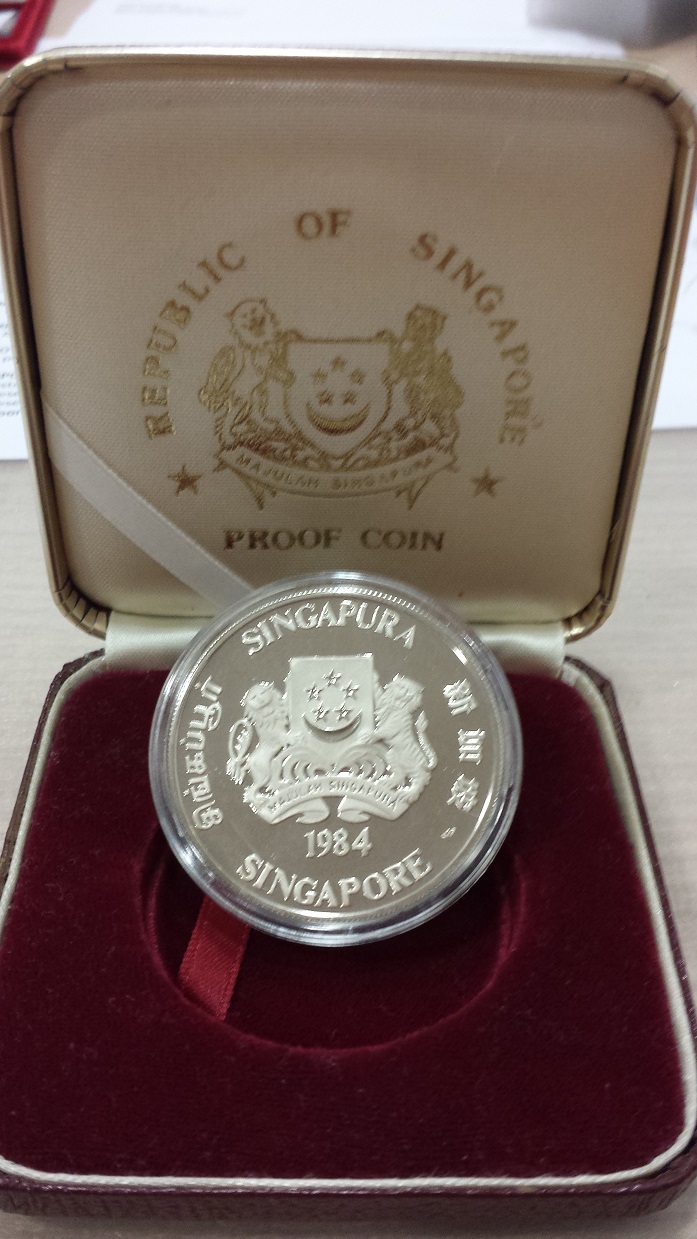 REPUBLIC OF SINGAPORE
MAJULAH SINGAPURA
PROOF COIN
SINGAPURA
新加坡
சிங்கப்பூர்
MAJULAH SINGAPURA
1984
SINGAPORE